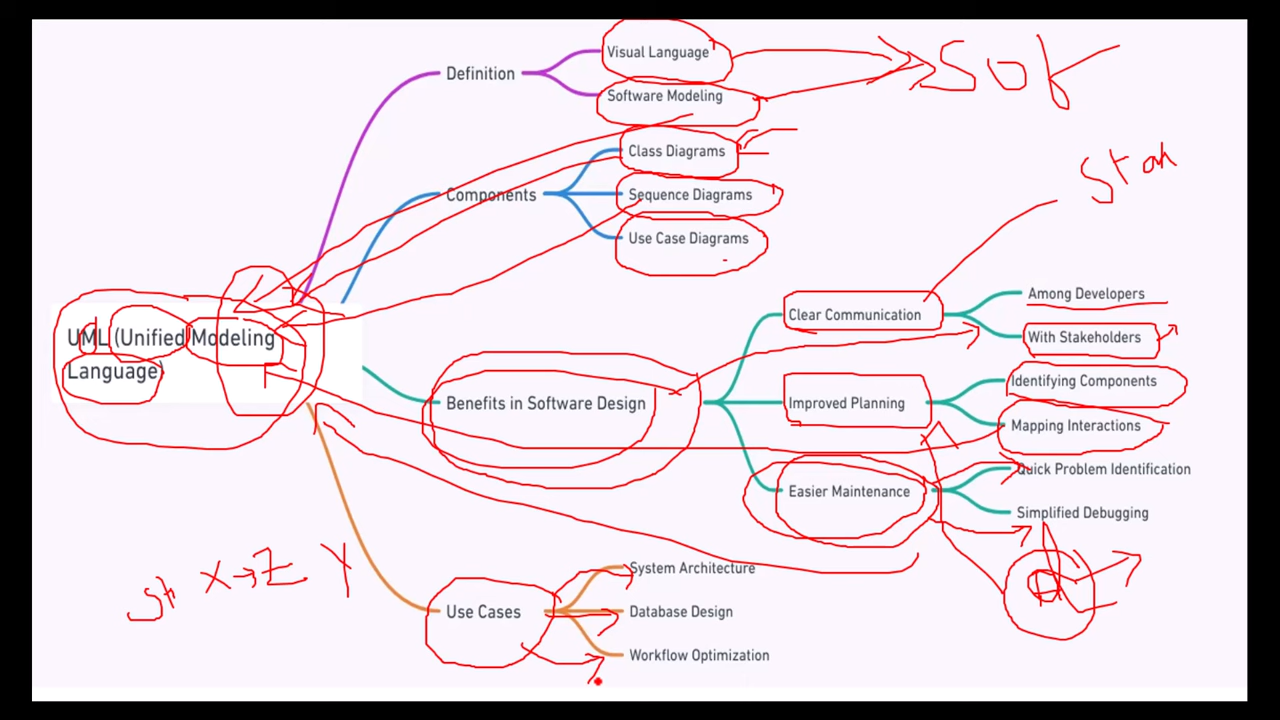 UML (Unified Modeling
Language)
Definition
Visual Language
Software Modeling
Components
Class Diagrams
Sequence Diagrams
Use Case Diagrams
Benefits in Software Design
Clear Communication
Among Developers
With Stakeholders
Improved Planning
Identifying Components
Mapping Interactions
Easier Maintenance
Quick Problem Identification
Simplified Debugging
Use Cases
System Architecture
Database Design
Workflow Optimization
X → Z Y